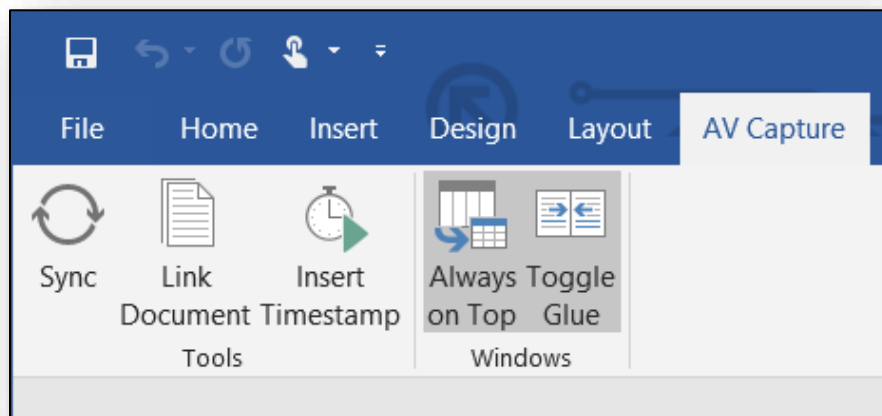 File Home Insert Design Layout AV Capture
Sync Link Insert Always Toggle
Document Timestamp on Top Glue
Tools Windows